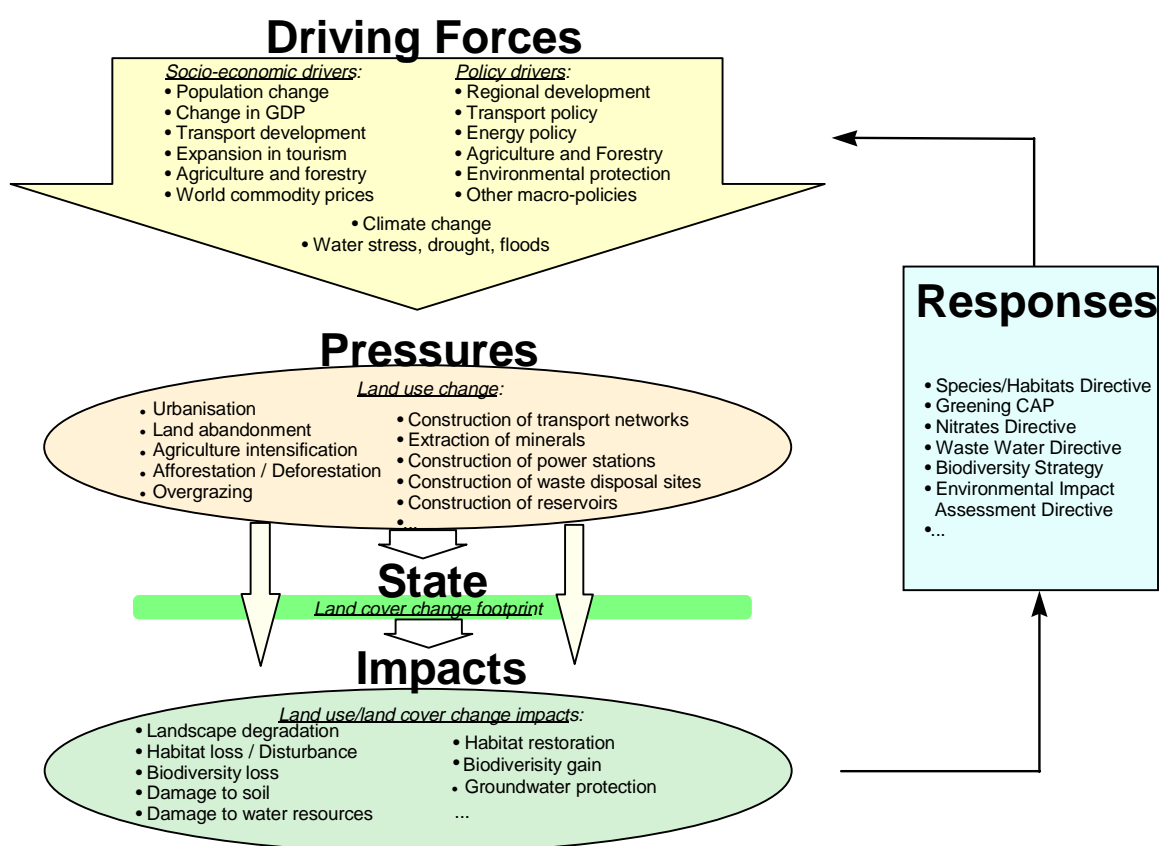 Driving Forces
Socio-economic drivers:
• Population change
• Change in GDP
• Transport development
• Expansion in tourism
• Agriculture and forestry
• World commodity prices
Policy drivers:
• Regional development
• Transport policy
• Energy policy
• Agriculture and Forestry
• Environmental protection
• Other macro-policies
• Climate change
• Water stress, drought, floods
Pressures
Land use change:
• Urbanisation
• Land abandonment
• Agriculture intensification
• Afforestation / Deforestation
• Overgrazing
• Construction of transport networks
• Extraction of minerals
• Construction of power stations
• Construction of waste disposal sites
• Construction of reservoirs
•...
State
Land cover change footprint
Impacts
Land use/land cover change impacts:
• Landscape degradation
• Habitat loss / Disturbance
• Biodiversity loss
• Damage to soil
• Damage to water resources
• Habitat restoration
• Biodiverisity gain
• Groundwater protection
...
Responses
• Species/Habitats Directive
• Greening CAP
• Nitrates Directive
• Waste Water Directive
• Biodiversity Strategy
• Environmental Impact
Assessment Directive
•...